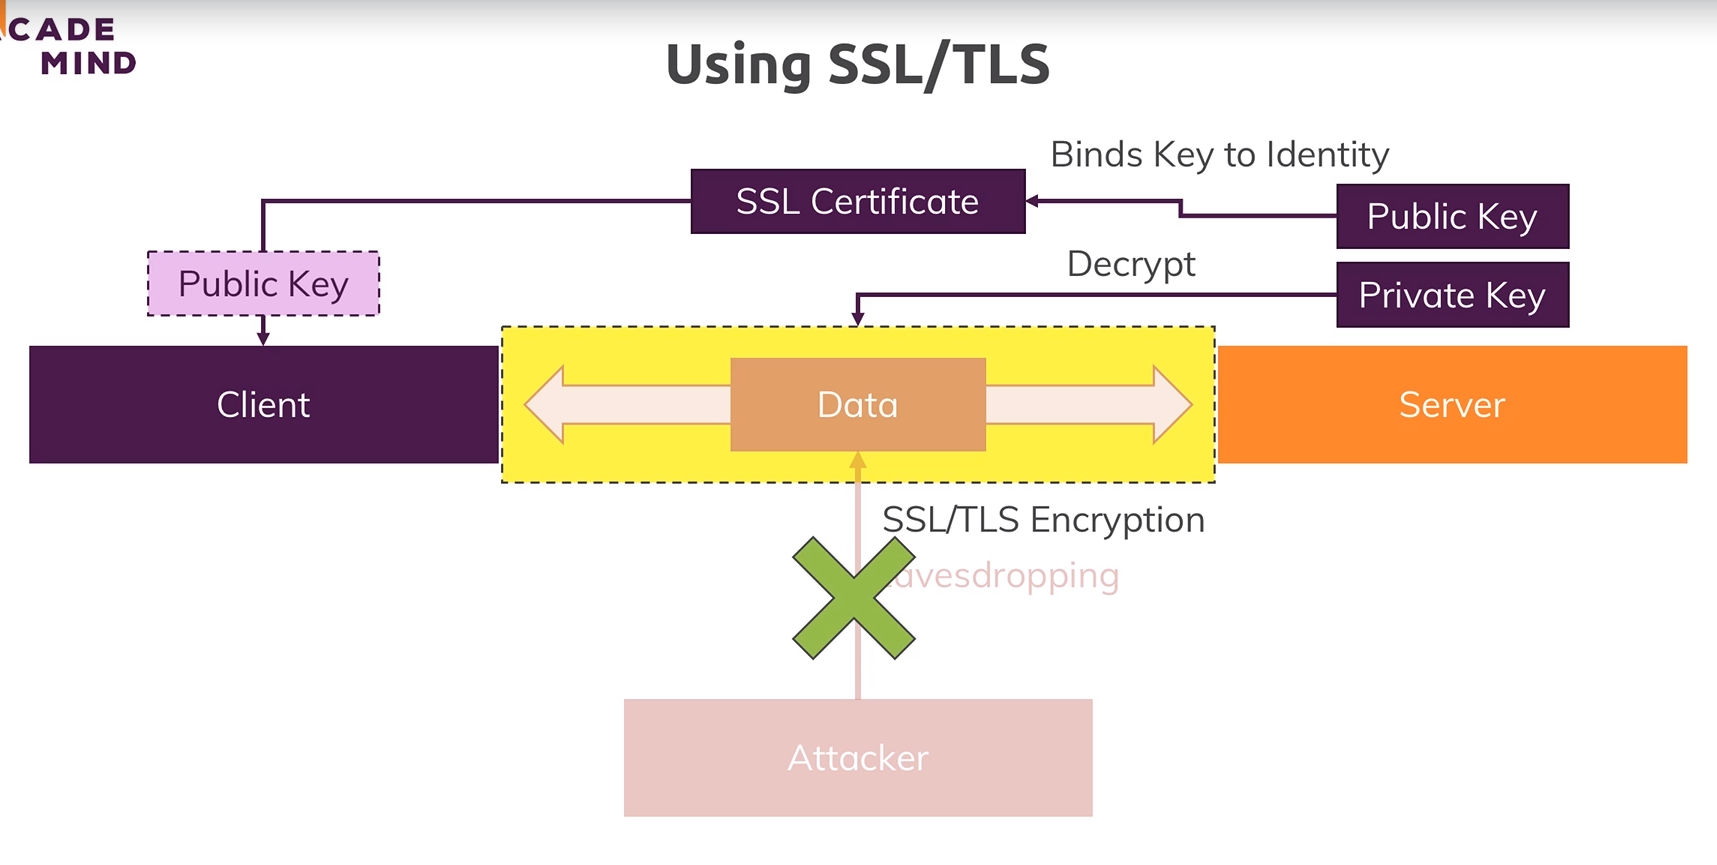 CADE
MIND
Using SSL/TLS
Binds Key to Identity
SSL Certificate
Public Key
Decrypt
Public Key
Private Key
Client
Data
Server
SSL/TLS Encryption
Attacker